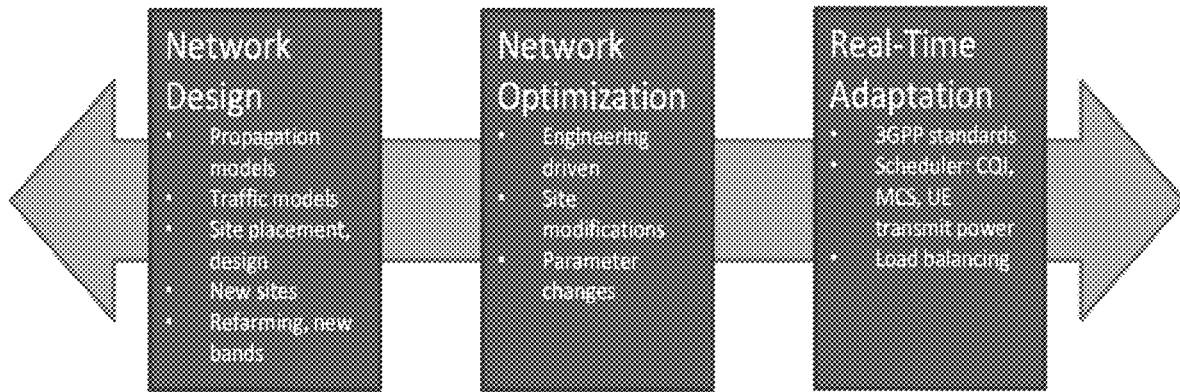 Network
Design
• Propagation
models
• Traffic models
• Site placement,
design
• New sites
• Refarming, new
bands
Network
Optimization
• Engineering
driven
• Site
modifications
• Parameter
changes
Real-Time
Adaptation
• 3GPP standards
• Scheduler: CQI,
MCS, UE
transmit power
• Load balancing